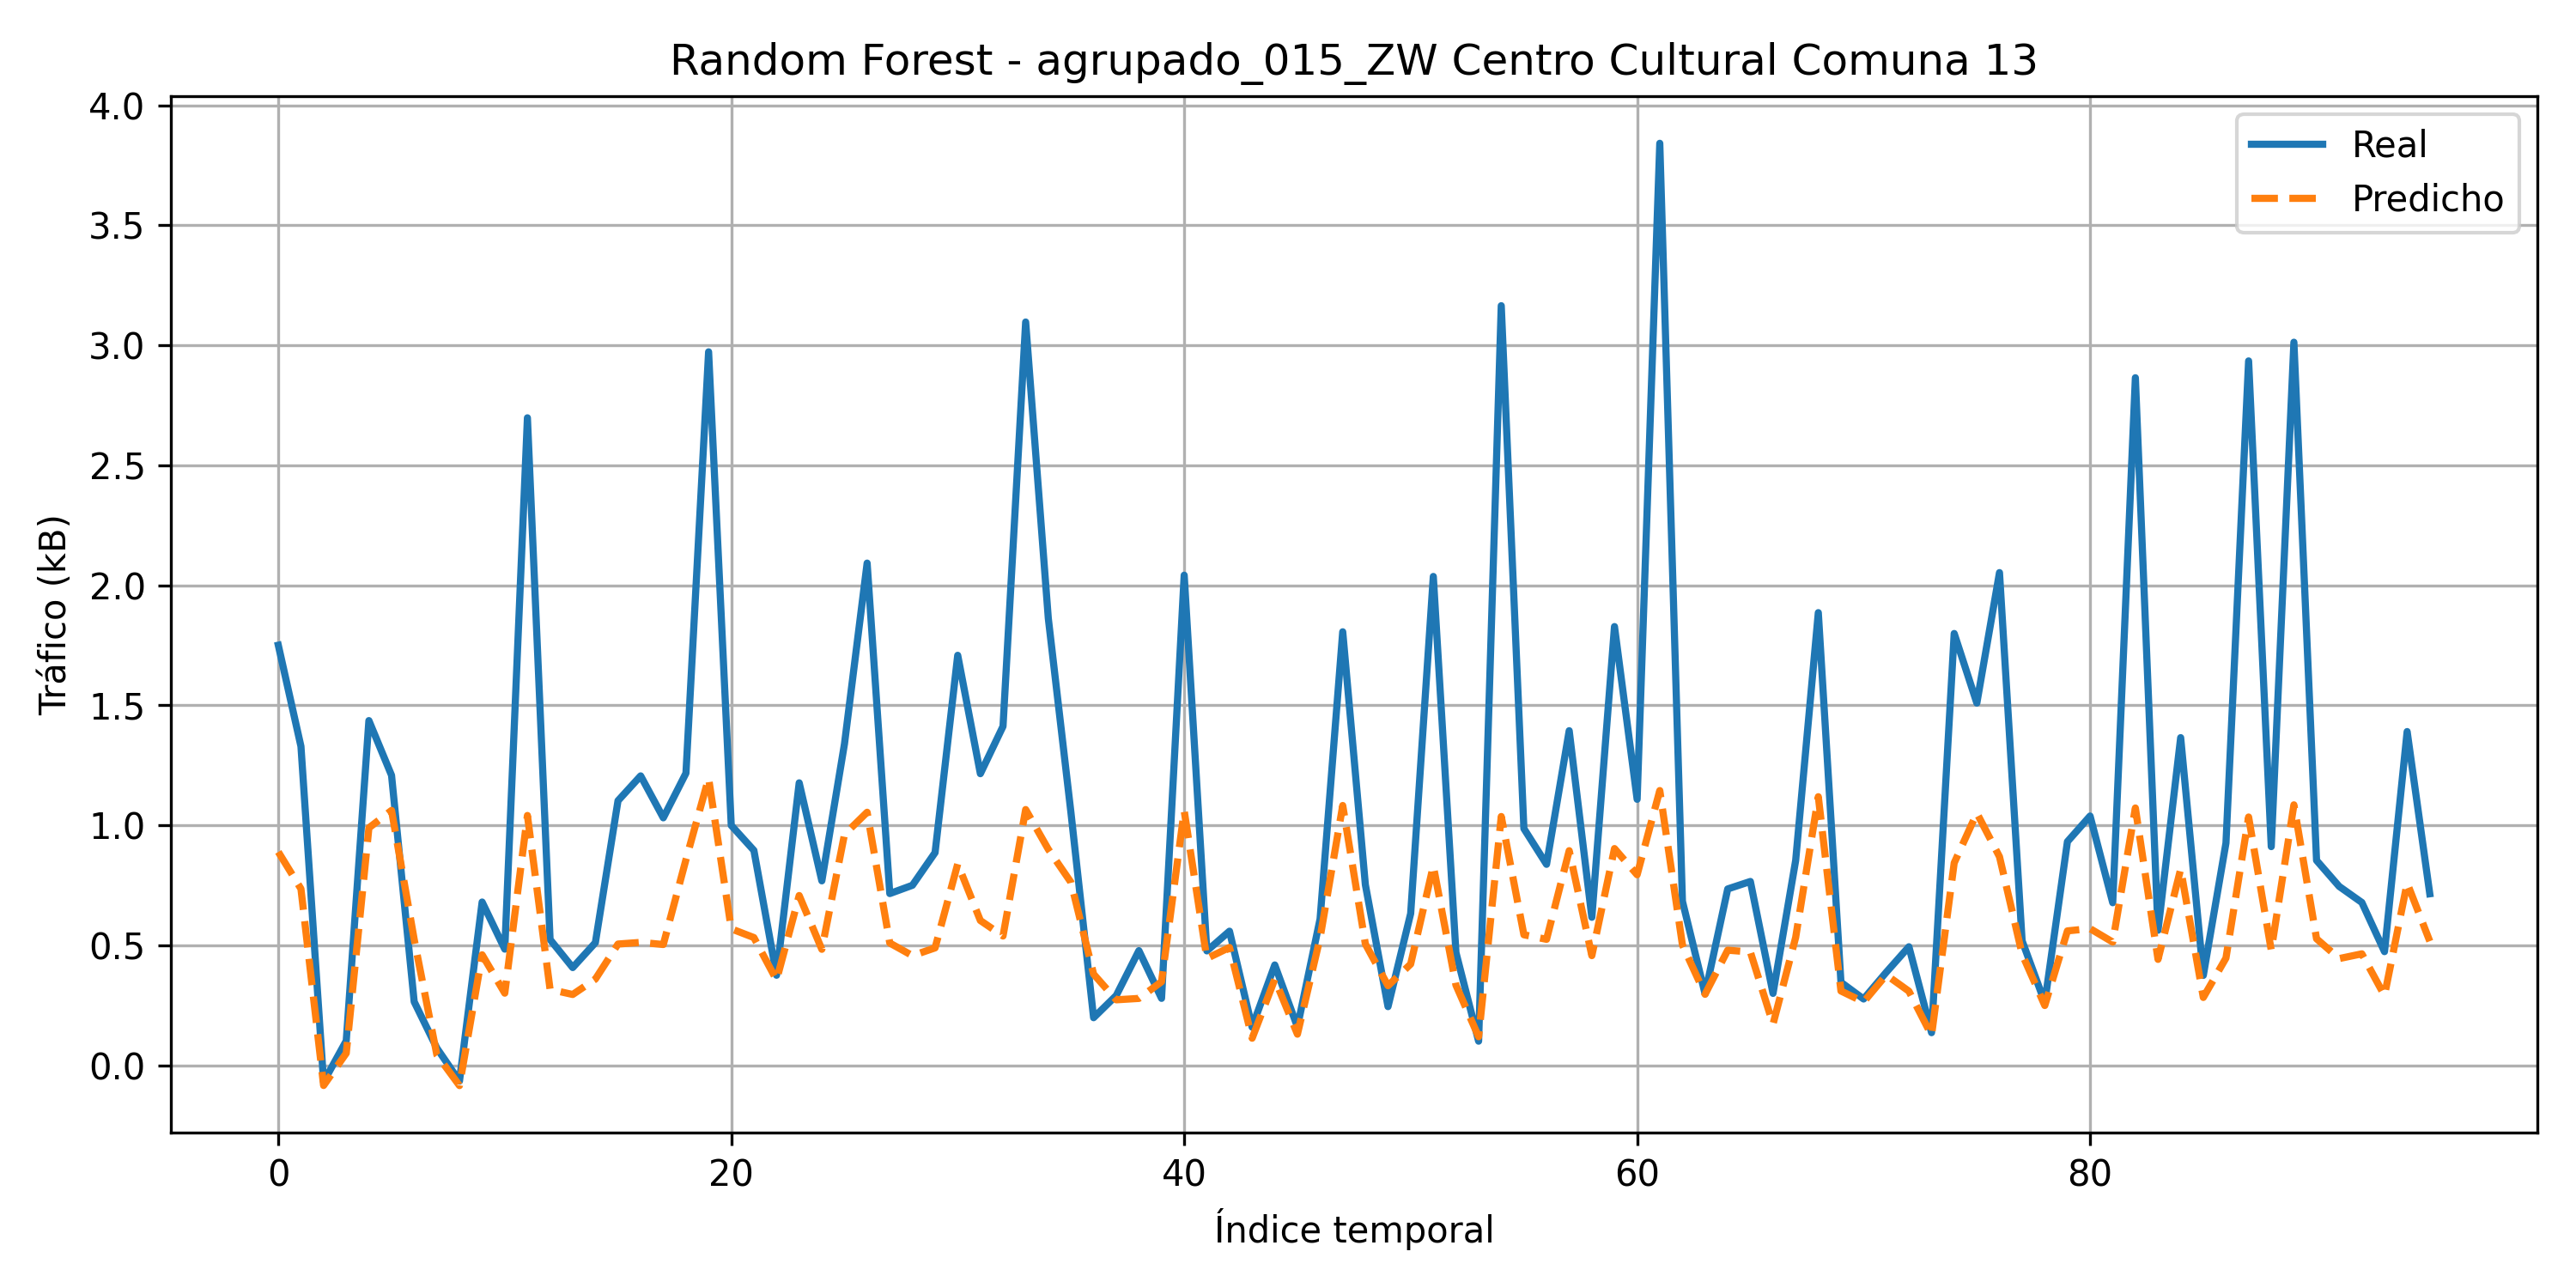 Random Forest - agrupado_015_ZW Centro Cultural Comuna 13
4.0
3.5
3.0
2.5
2.0
1.5
1.0
0.5
0.0
Tráfico (kB)
Real
Predicho
0
20
40
60
80
Índice temporal